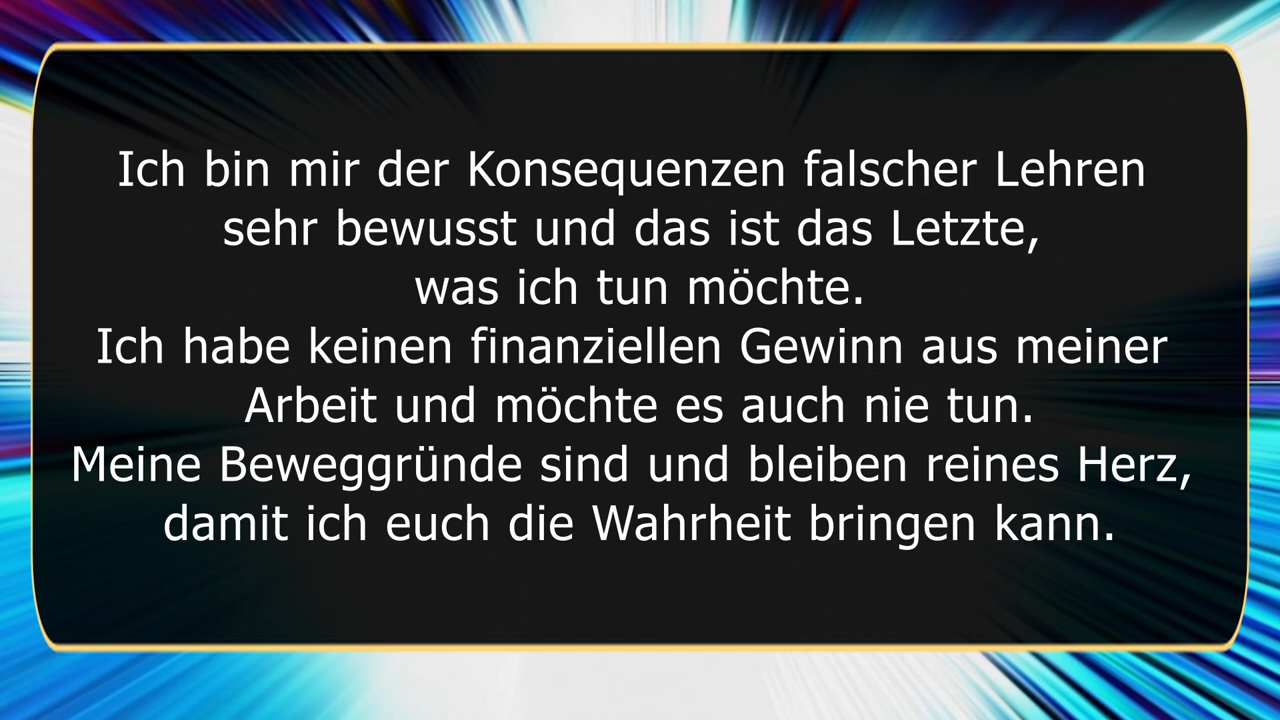 Ich bin mir der Konsequenzen falscher Lehren
sehr bewusst und das ist das Letzte,
was ich tun möchte.
Ich habe keinen finanziellen Gewinn aus meiner
Arbeit und möchte es auch nie tun.
Meine Beweggründe sind und bleiben reines Herz,
damit ich euch die Wahrheit bringen kann.